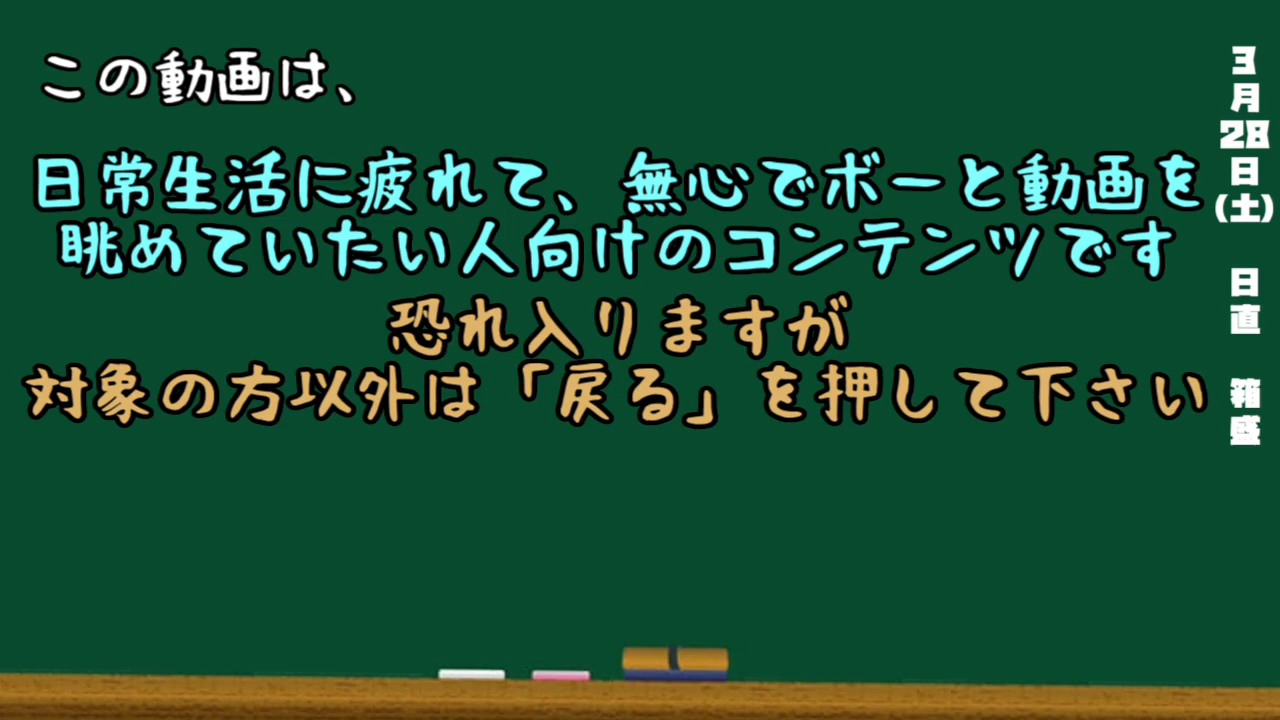 この動画は、
日常生活に疲れて、無心でボーと動画を
眺めていたい人向けのコンテンツです
恐れ入りますが
対象の方以外は「戻る」を押して下さい
3月28日(土) 日直 箱盛